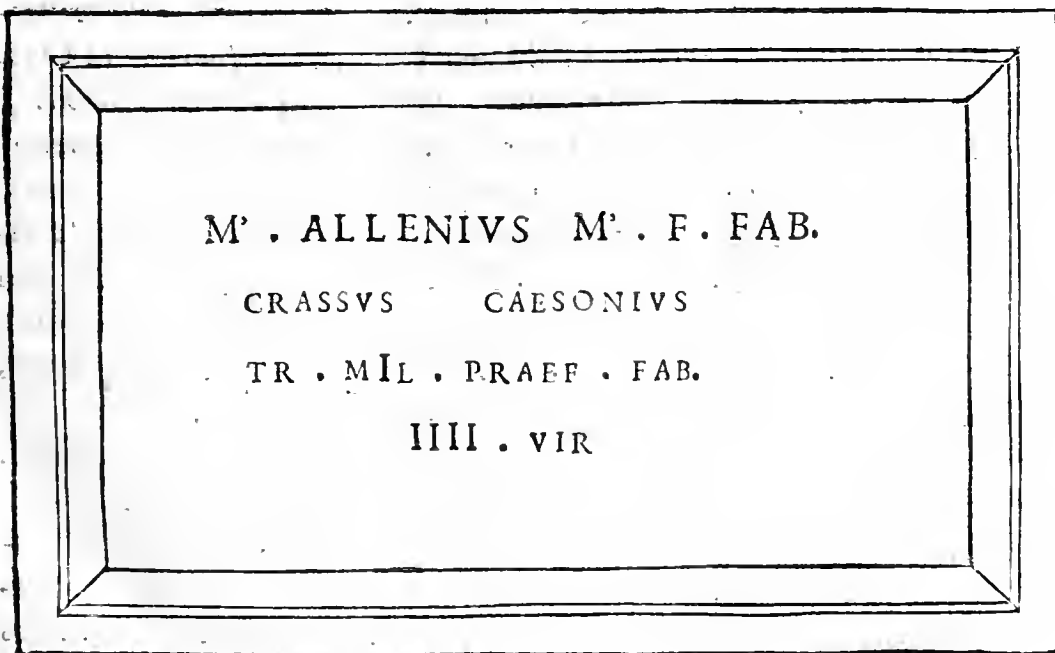 M' . ALLENIVS M' . F . FAB.
CRASSVS CAESONIVS
TR . MIL . PRAEF . FAB.
IIII . VIR